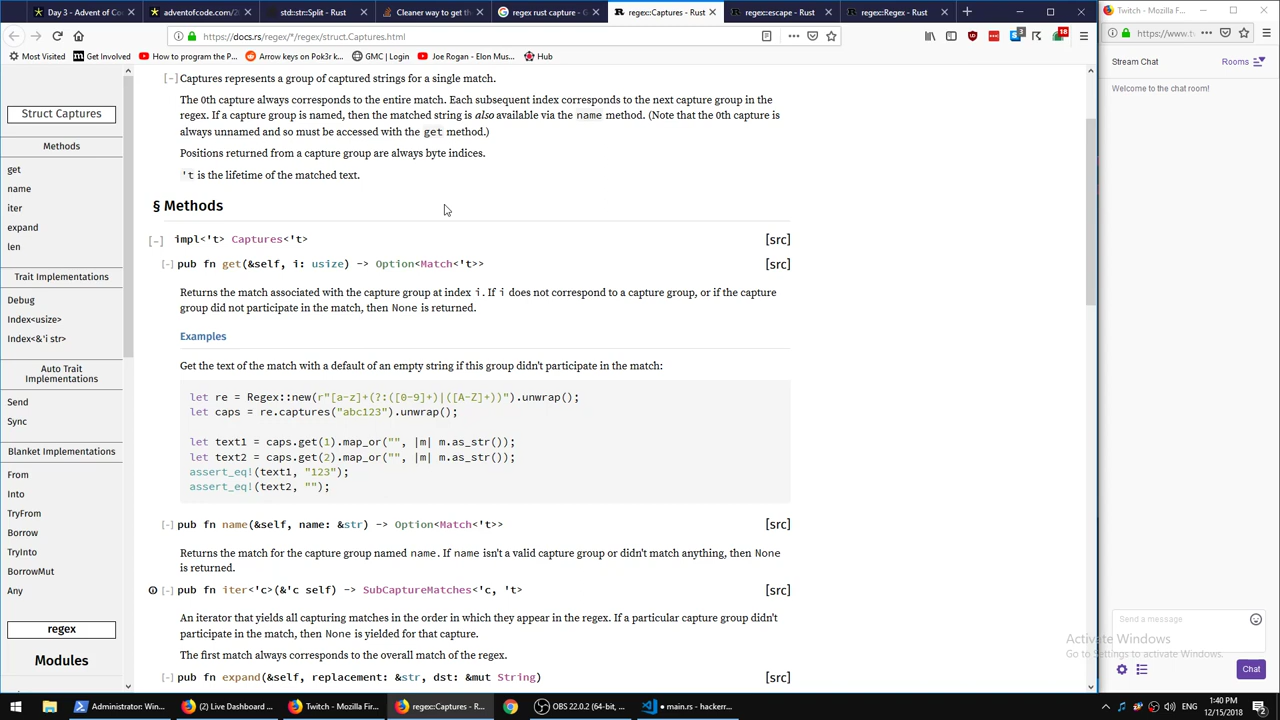 Day 3 - Advent of Cod
adventofcode.com/20
std::str::Split - Rust
Cleaner way to get th
regex rust capture - G
regex::Captures - Rust
regex::escape - Rust
regex::Regex - Rust
Twitch - Mozilla Fi
https://docs.rs/regex/*/regex/struct.Captures.html
18
https://www.tv
Most Visited
Get Involved
How to program the P...
Arrow keys on Pok3r k...
GMC | Login
Joe Rogan - Elon Mus...
Hub
Stream Chat
Rooms
Welcome to the chat room!
Struct Captures
Methods
get
name
iter
expand
len
Trait Implementations
Debug
Index<usize>
Index<&'i str>
Auto Trait
Implementations
Send
Sync
Blanket Implementations
From
Into
TryFrom
Borrow
TryInto
BorrowMut
Any
regex
Modules
[-] Captures represents a group of captured strings for a single match.
The 0th capture always corresponds to the entire match. Each subsequent index corresponds to the next capture group in the
regex. If a capture group is named, then the matched string is also available via the name method. (Note that the 0th capture is
always unnamed and so must be accessed with the get method.)
Positions returned from a capture group are always byte indices.
't is the lifetime of the matched text.
§ Methods
[-] impl<'t> Captures<'t> [src]
[-] pub fn get(&self, i: usize) -> Option<Match<'t>> [src]
Returns the match associated with the capture group at index i. If i does not correspond to a capture group, or if the capture
group did not participate in the match, then None is returned.
Examples
Get the text of the match with a default of an empty string if this group didn't participate in the match:
let re = Regex::new(r"[a-z]+(?:([0-9]+)|([A-Z]+))").unwrap();
let caps = re.captures("abc123").unwrap();
let text1 = caps.get(1).map_or("", |m| m.as_str());
let text2 = caps.get(2).map_or("", |m| m.as_str());
assert_eq!(text1, "123");
assert_eq!(text2, "");
[-] pub fn name(&self, name: &str) -> Option<Match<'t>> [src]
Returns the match for the capture group named name. If name isn't a valid capture group or didn't match anything, then None
is returned.
[-] pub fn iter<'c>(&'c self) -> SubCaptureMatches<'c, 't> [src]
An iterator that yields all capturing matches in the order in which they appear in the regex. If a particular capture group didn't
participate in the match, then None is yielded for that capture.
The first match always corresponds to the overall match of the regex.
[-] pub fn expand(&self, replacement: &str, dst: &mut String) [src]
Send a message
Activate Windows
Go to Settings to activate Windows.
Chat
Administrator: Win...
(2) Live Dashboard ...
Twitch - Mozilla Fir...
regex::Captures - R...
OBS 22.0.2 (64-bit, ...
main.rs - hackerr...
1:40 PM
12/15/2018